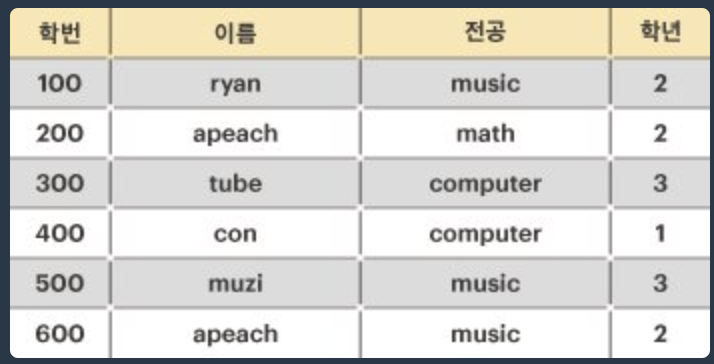 학번 이름 전공 학년
100 ryan music 2
200 apeach math 2
300 tube computer 3
400 con computer 1
500 muzi music 3
600 apeach music 2